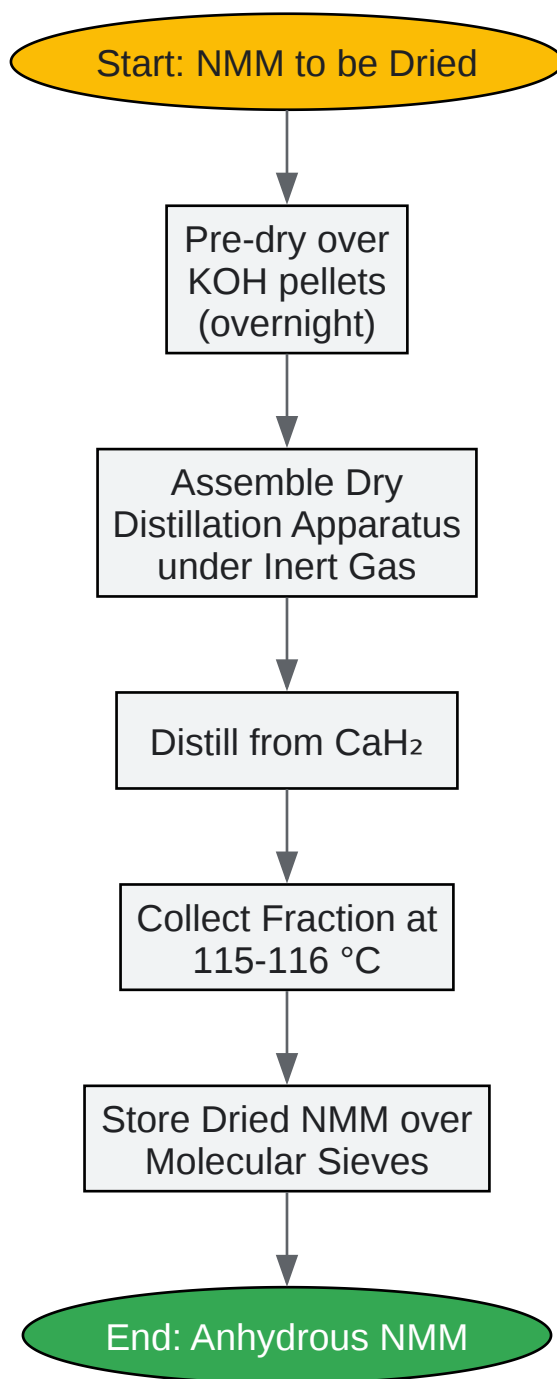 Start: NMM to be Dried
Pre-dry over
KOH pellets
(overnight)
Assemble Dry
Distillation Apparatus
under Inert Gas
Distill from CaH₂
Collect Fraction at
115-116 °C
Store Dried NMM over
Molecular Sieves
End: Anhydrous NMM